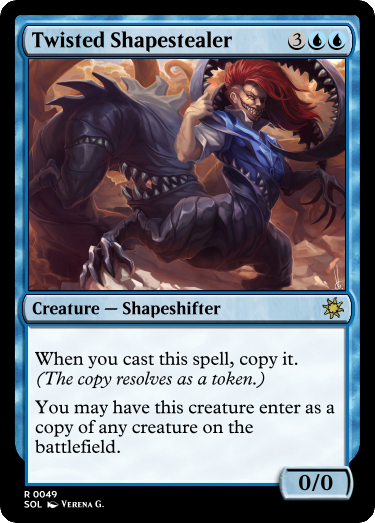 Twisted Shapestealer 3
Creature — Shapeshifter
When you cast this spell, copy it.
(The copy resolves as a token.)
You may have this creature enter as a
copy of any creature on the
battlefield.
0/0
R 0049
SOL Verena G.